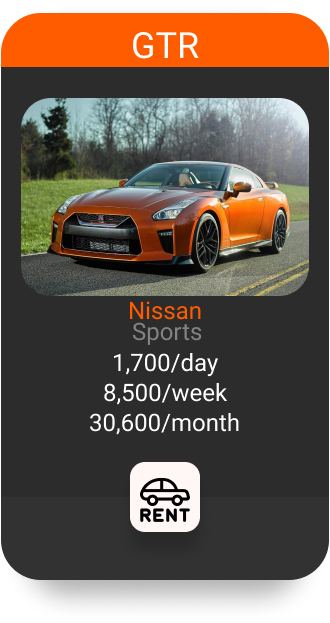 GTR
Nissan
Sports
1,700/day
8,500/week
30,600/month
RENT